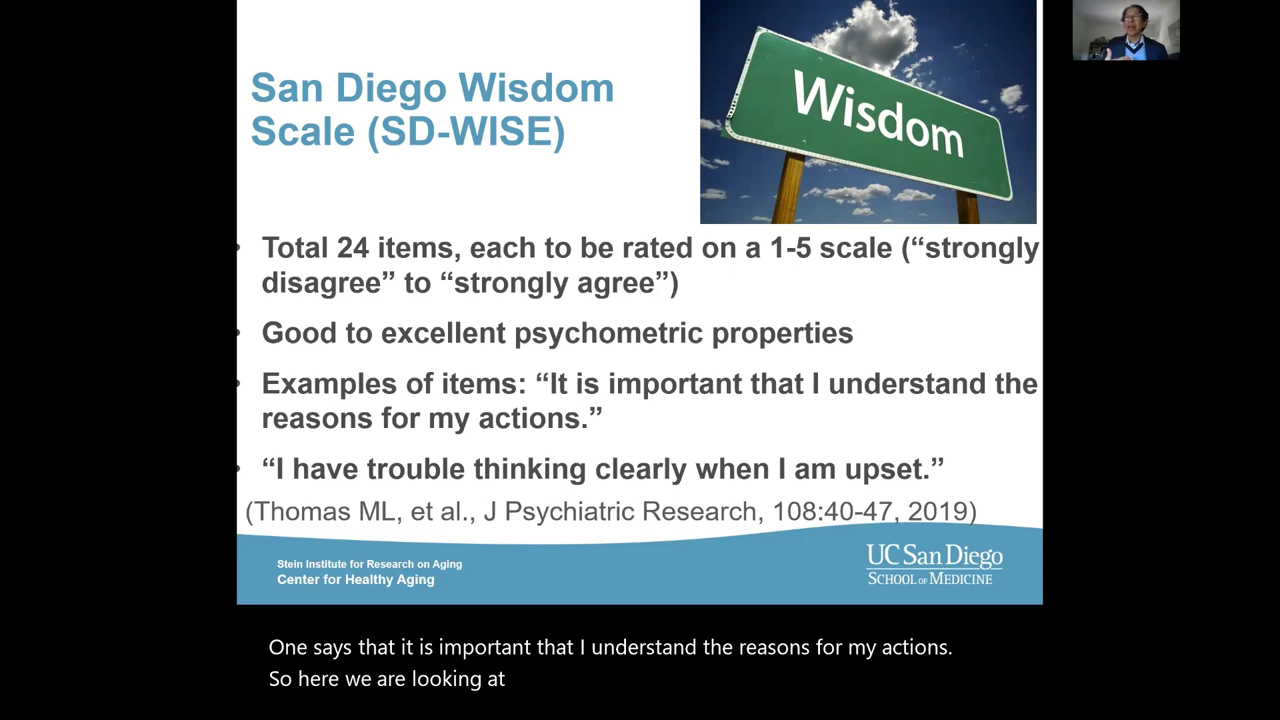 San Diego Wisdom
Scale (SD-WISE)
Wisdom
• Total 24 items, each to be rated on a 1-5 scale (“strongly
disagree” to “strongly agree”)
• Good to excellent psychometric properties
• Examples of items: “It is important that I understand the
reasons for my actions.”
• “I have trouble thinking clearly when I am upset.”
(Thomas ML, et al., J Psychiatric Research, 108:40-47, 2019)
Stein Institute for Research on Aging
Center for Healthy Aging
UC San Diego
SCHOOL OF MEDICINE
One says that it is important that I understand the reasons for my actions.
So here we are looking at